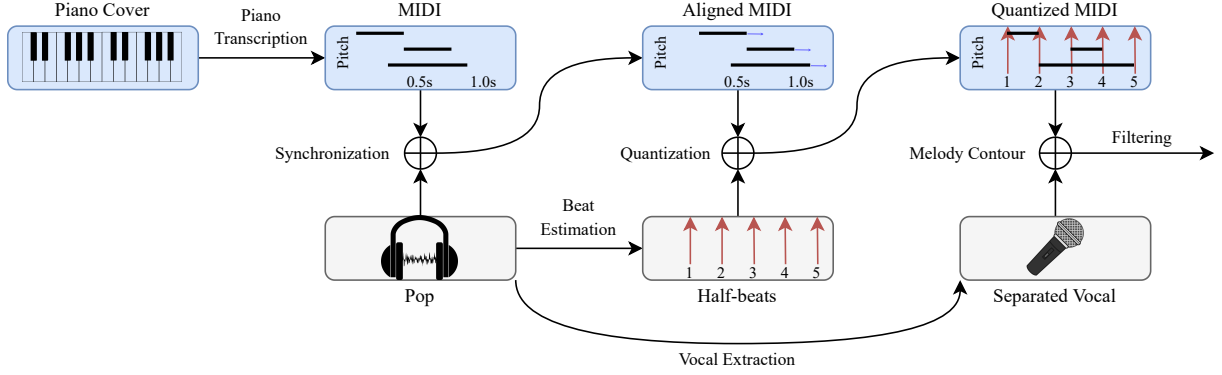 Piano Cover
MIDI
Aligned MIDI
Quantized MIDI
Piano
Transcription
Pitch
0.5s 1.0s
Pitch
0.5s 1.0s
Pitch
1 2 3 4 5
Synchronization
Quantization
Melody Contour
Filtering
Beat
Estimation
1 2 3 4 5
Pop
Half-beats
Separated Vocal
Vocal Extraction